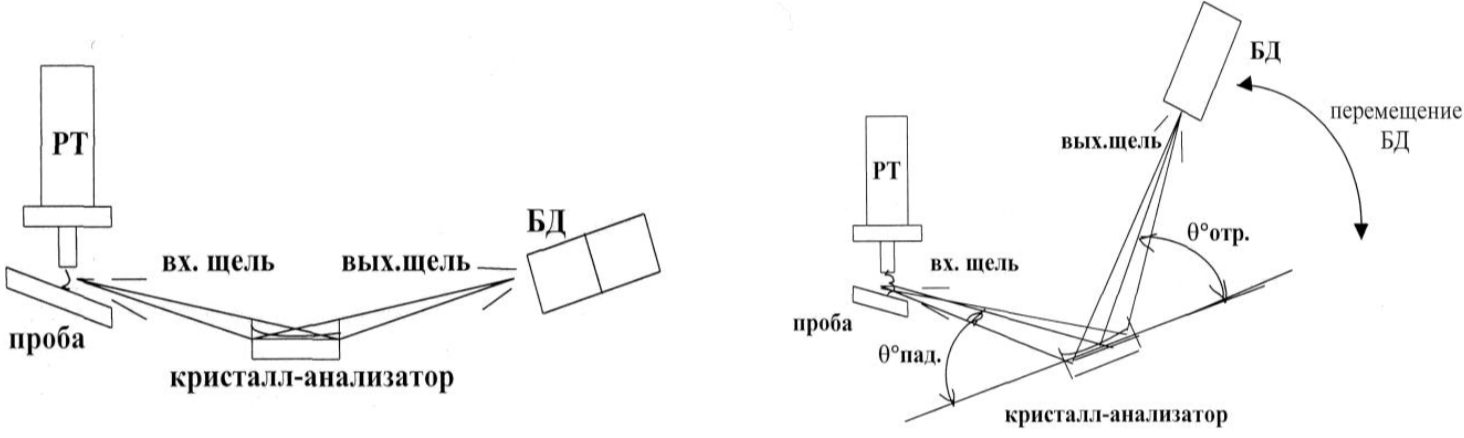 РТ
БД
вх. щель
вых.щель
проба
кристалл-анализатор
БД
перемещение
БД
вых.щель
РТ
θ°отр.
вх. щель
проба
θ°пад.
кристалл-анализатор